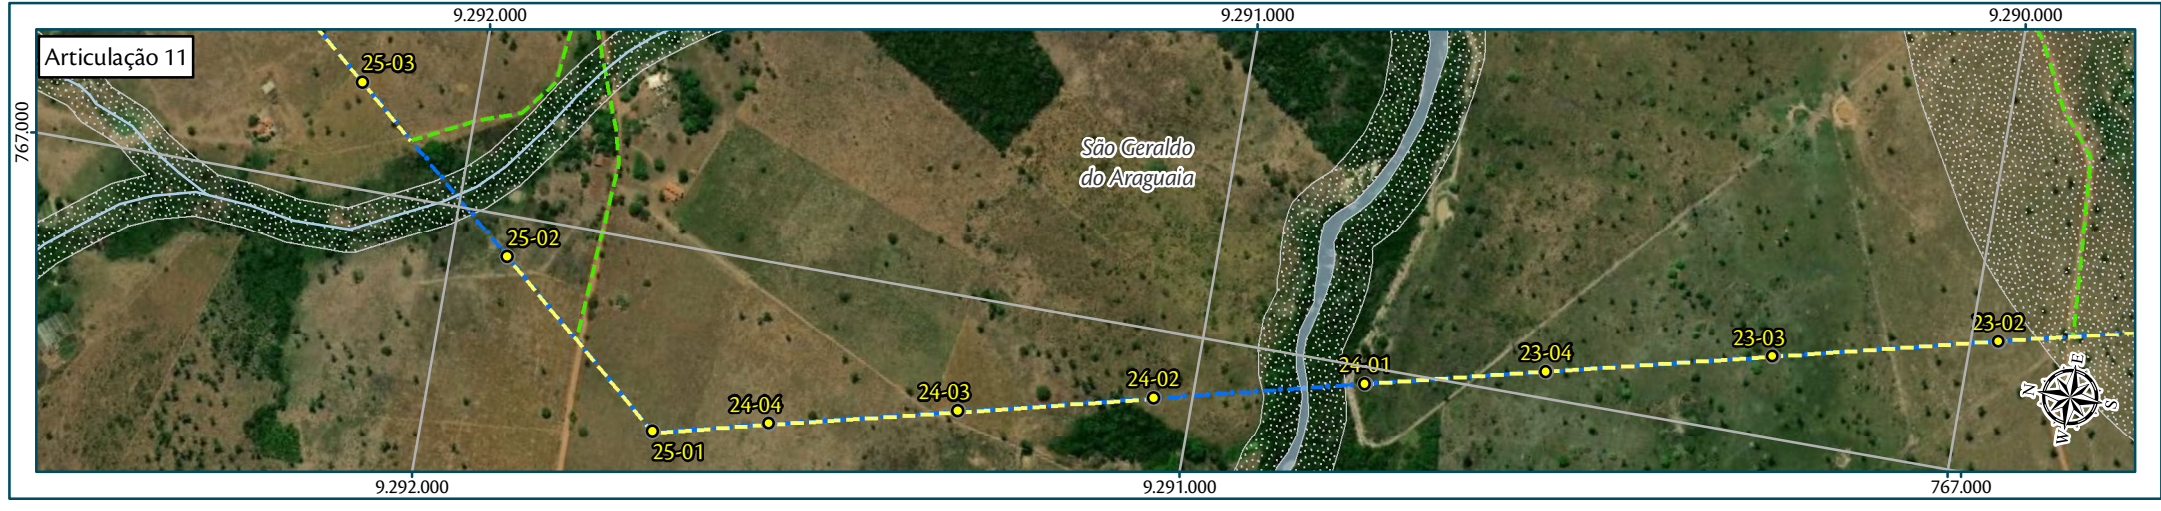 9.292.000
9.291.000
9.290.000
Articulação 11
25-03
767.000
São Geraldo
do Araguaia
25-02
23-02
23-03
23-04
24-01
24-02
24-03
24-04
25-01
E
N
S
W
9.292.000
9.291.000
767.000